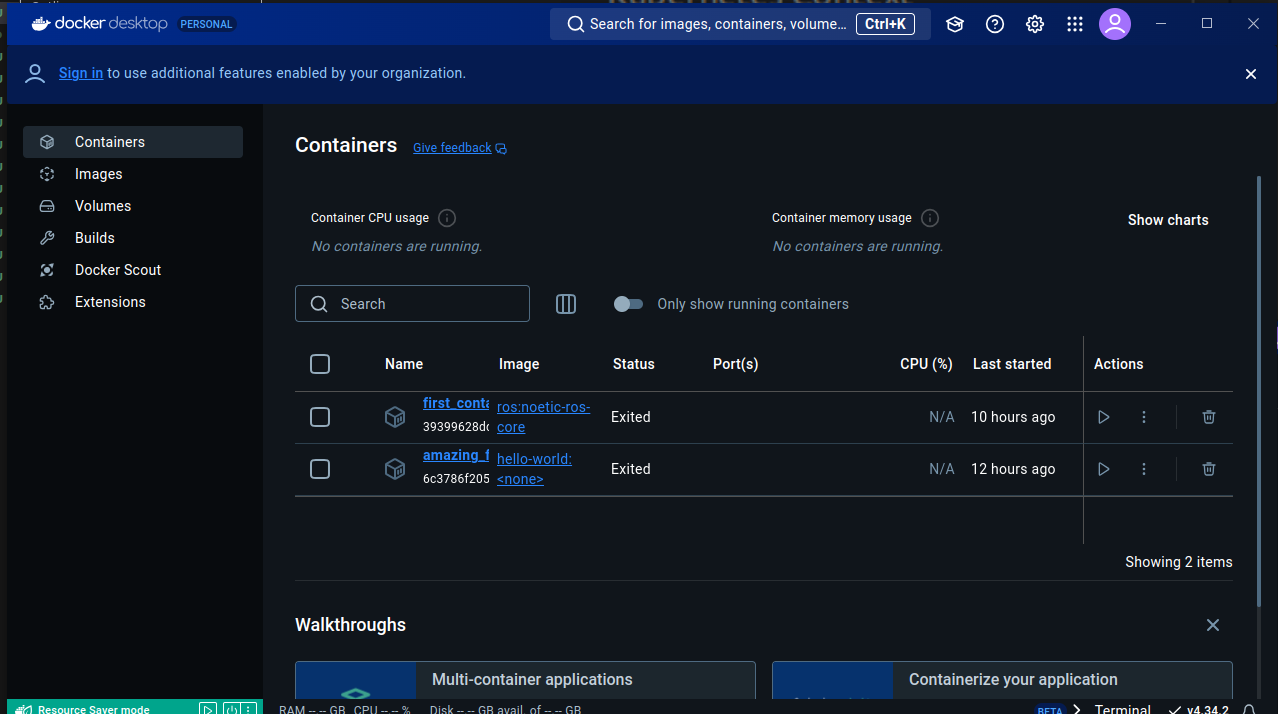 docker desktop PERSONAL
Search for images, containers, volume... Ctrl+K
Sign in to use additional features enabled by your organization.
Containers
Images
Volumes
Builds
Docker Scout
Extensions
Containers Give feedback
Container CPU usage
No containers are running.
Container memory usage
No containers are running.
Show charts
Search
Only show running containers
Name Image Status Port(s) CPU (%) Last started Actions
first_conta ros:noetic-ros-
39399628dc core
Exited N/A 10 hours ago
amazing_f hello-world:
6c3786f205 <none>
Exited N/A 12 hours ago
Showing 2 items
Walkthroughs
Multi-container applications
Containerize your application
Resource Saver mode
RAM -- -- GB CPU -- -- % Disk -- -- GB avail. of -- -- GB
BETA Terminal v4.34.2